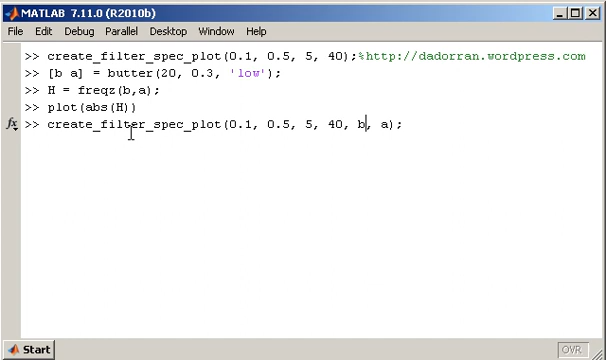 MATLAB 7.11.0 (R2010b)
File Edit Debug Parallel Desktop Window Help
>> create_filter_spec_plot(0.1, 0.5, 5, 40);%http://dadorran.wordpress.com
>> [b a] = butter(20, 0.3, 'low');
>> H = freqz(b,a);
>> plot(abs(H))
fx >> create_filter_spec_plot(0.1, 0.5, 5, 40, b, a);
Start OVR